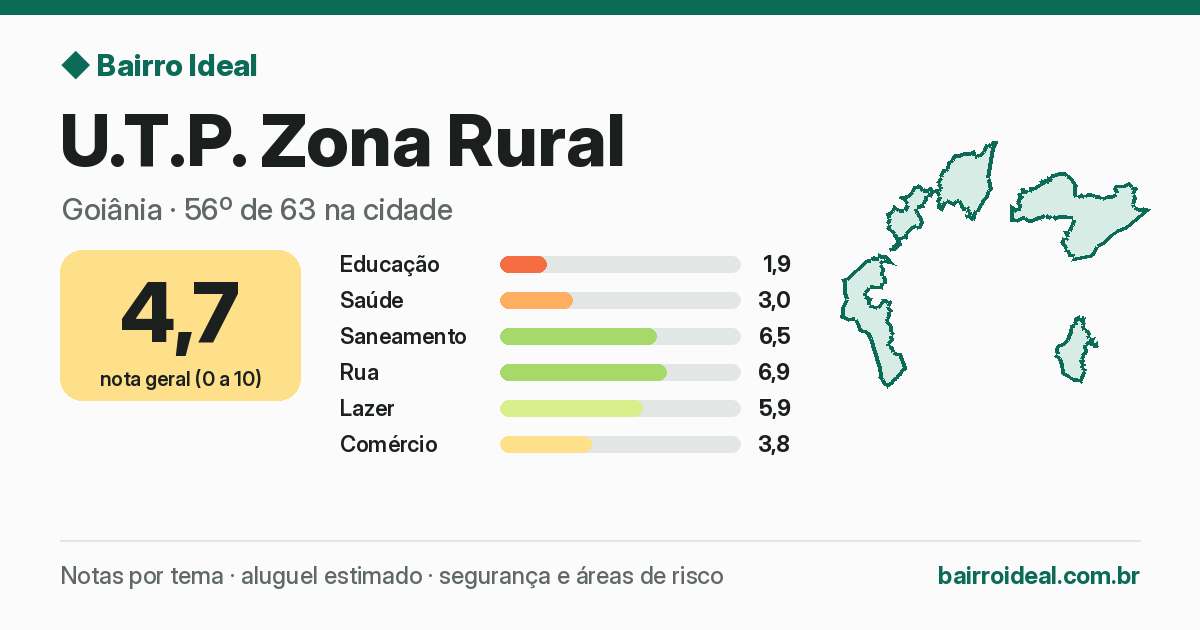 Bairro Ideal
U.T.P. Zona Rural
Goiânia · 56º de 63 na cidade
4,7
nota geral (0 a 10)
Educação 1,9
Saúde 3,0
Saneamento 6,5
Rua 6,9
Lazer 5,9
Comércio 3,8
Notas por tema · aluguel estimado · segurança e áreas de risco
bairroideal.com.br